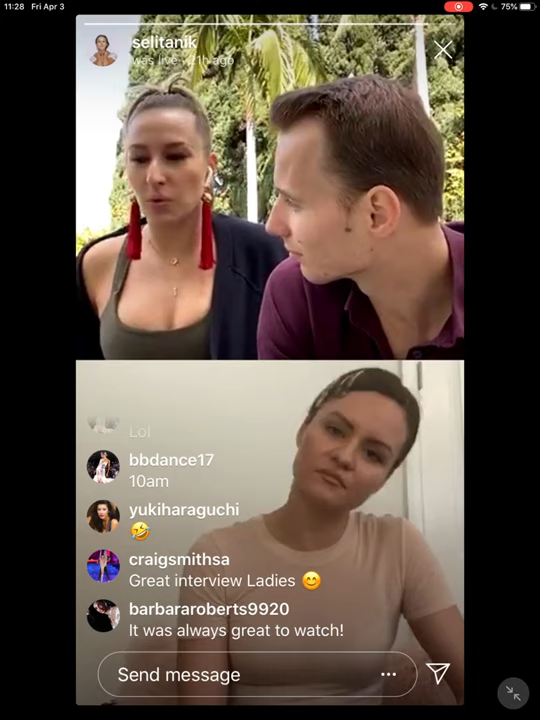 11:28 Fri Apr 3 75%
selitanik
was live · 21h ago
Lol
bbdance17
10am
yukiharaguchi
craigsmithsa
Great interview Ladies 😊
barbararoberts9920
It was always great to watch!
Send message